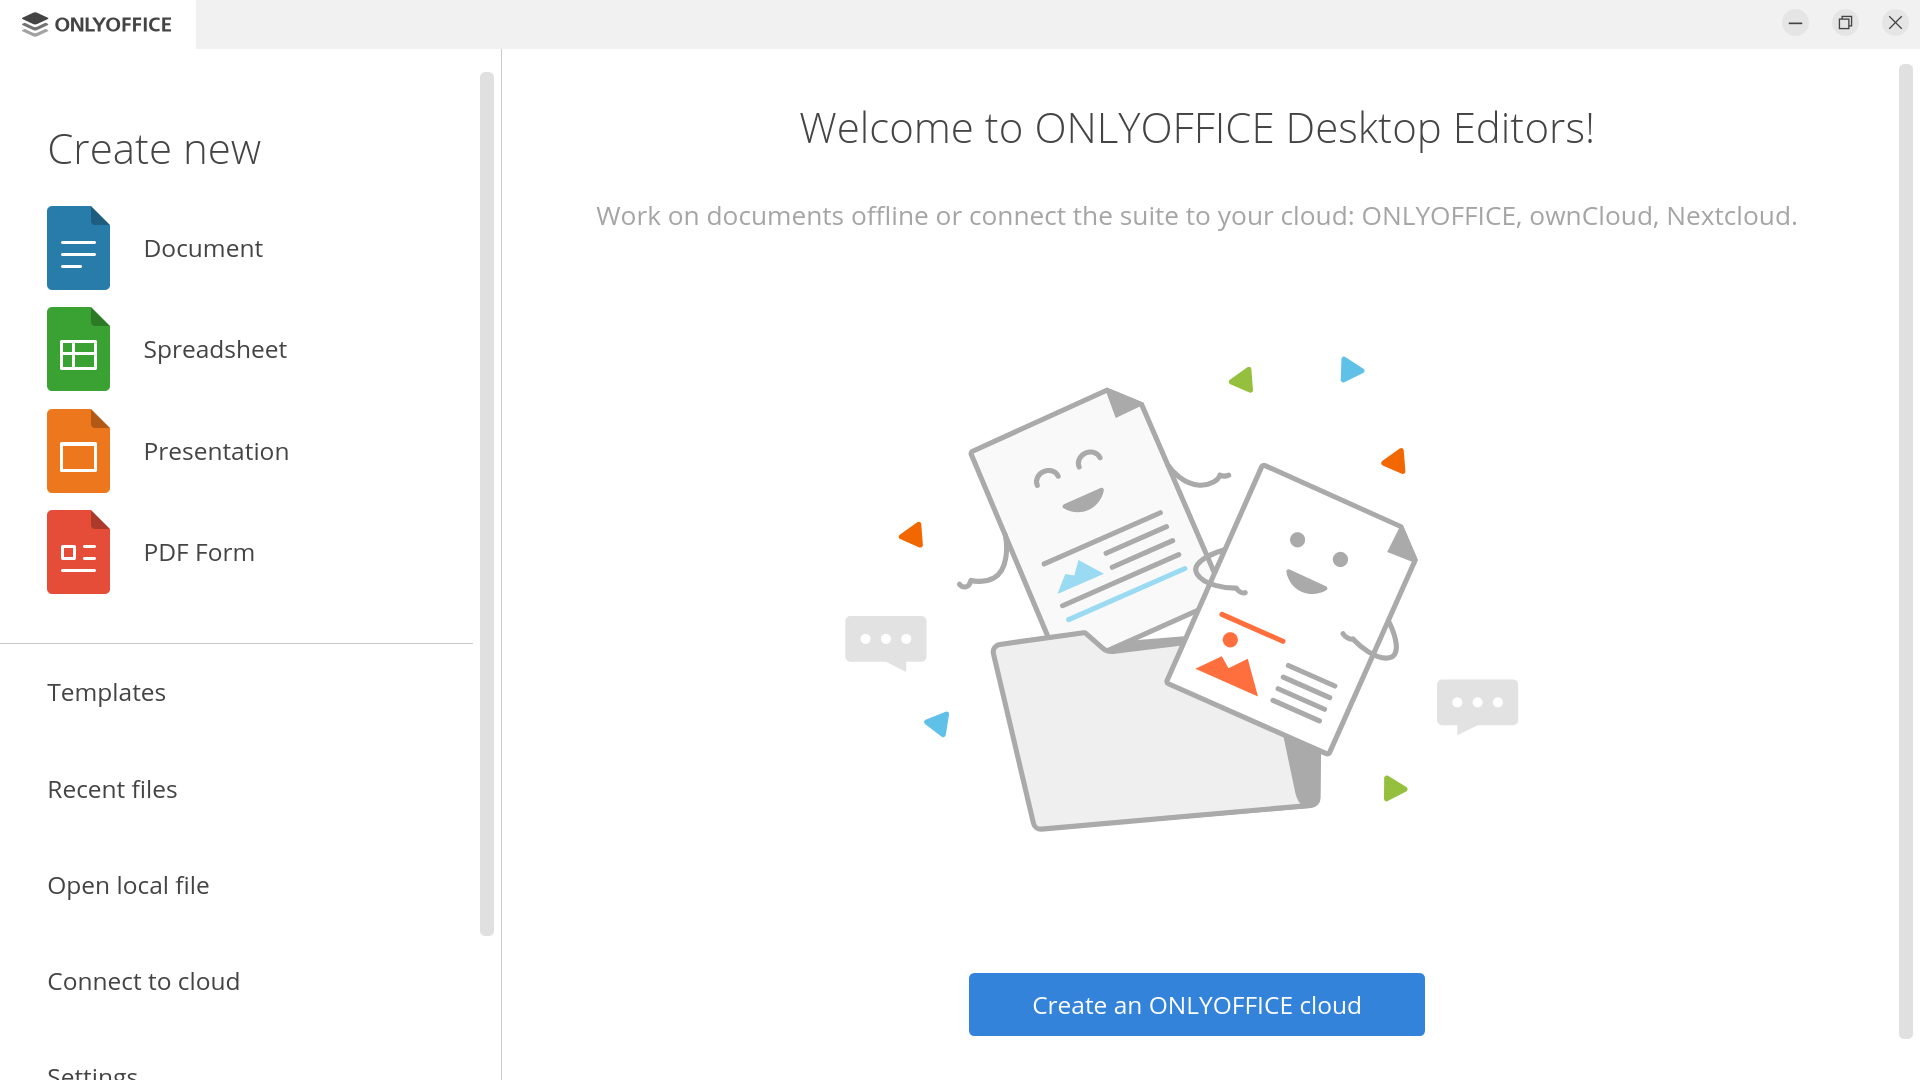 ONLYOFFICE
Create new
Document
Spreadsheet
Presentation
PDF Form
Templates
Recent files
Open local file
Connect to cloud
Settings
Welcome to ONLYOFFICE Desktop Editors!
Work on documents offline or connect the suite to your cloud: ONLYOFFICE, ownCloud, Nextcloud.
Create an ONLYOFFICE cloud